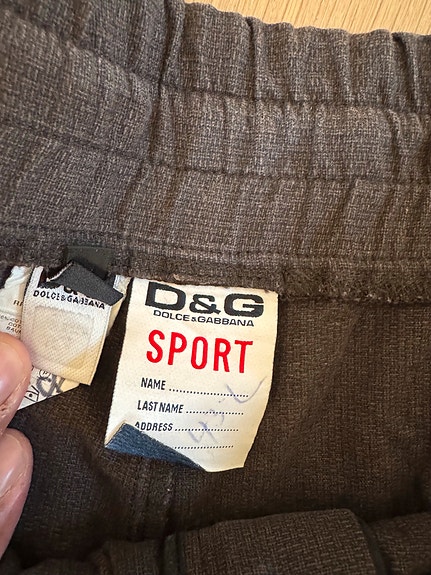 D&G
DOLCE&GABBANA
SPORT
NAME
LAST NAME
ADDRESS
DOLCE&GABBANA